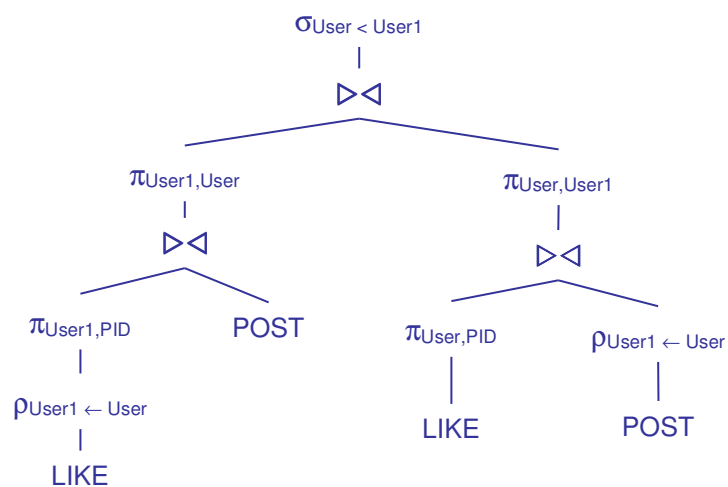 σUser < User1
⋈
πUser1,User
πUser,User1
⋈
⋈
πUser1,PID
POST
πUser,PID
ρUser1 ← User
ρUser1 ← User
LIKE
POST
LIKE